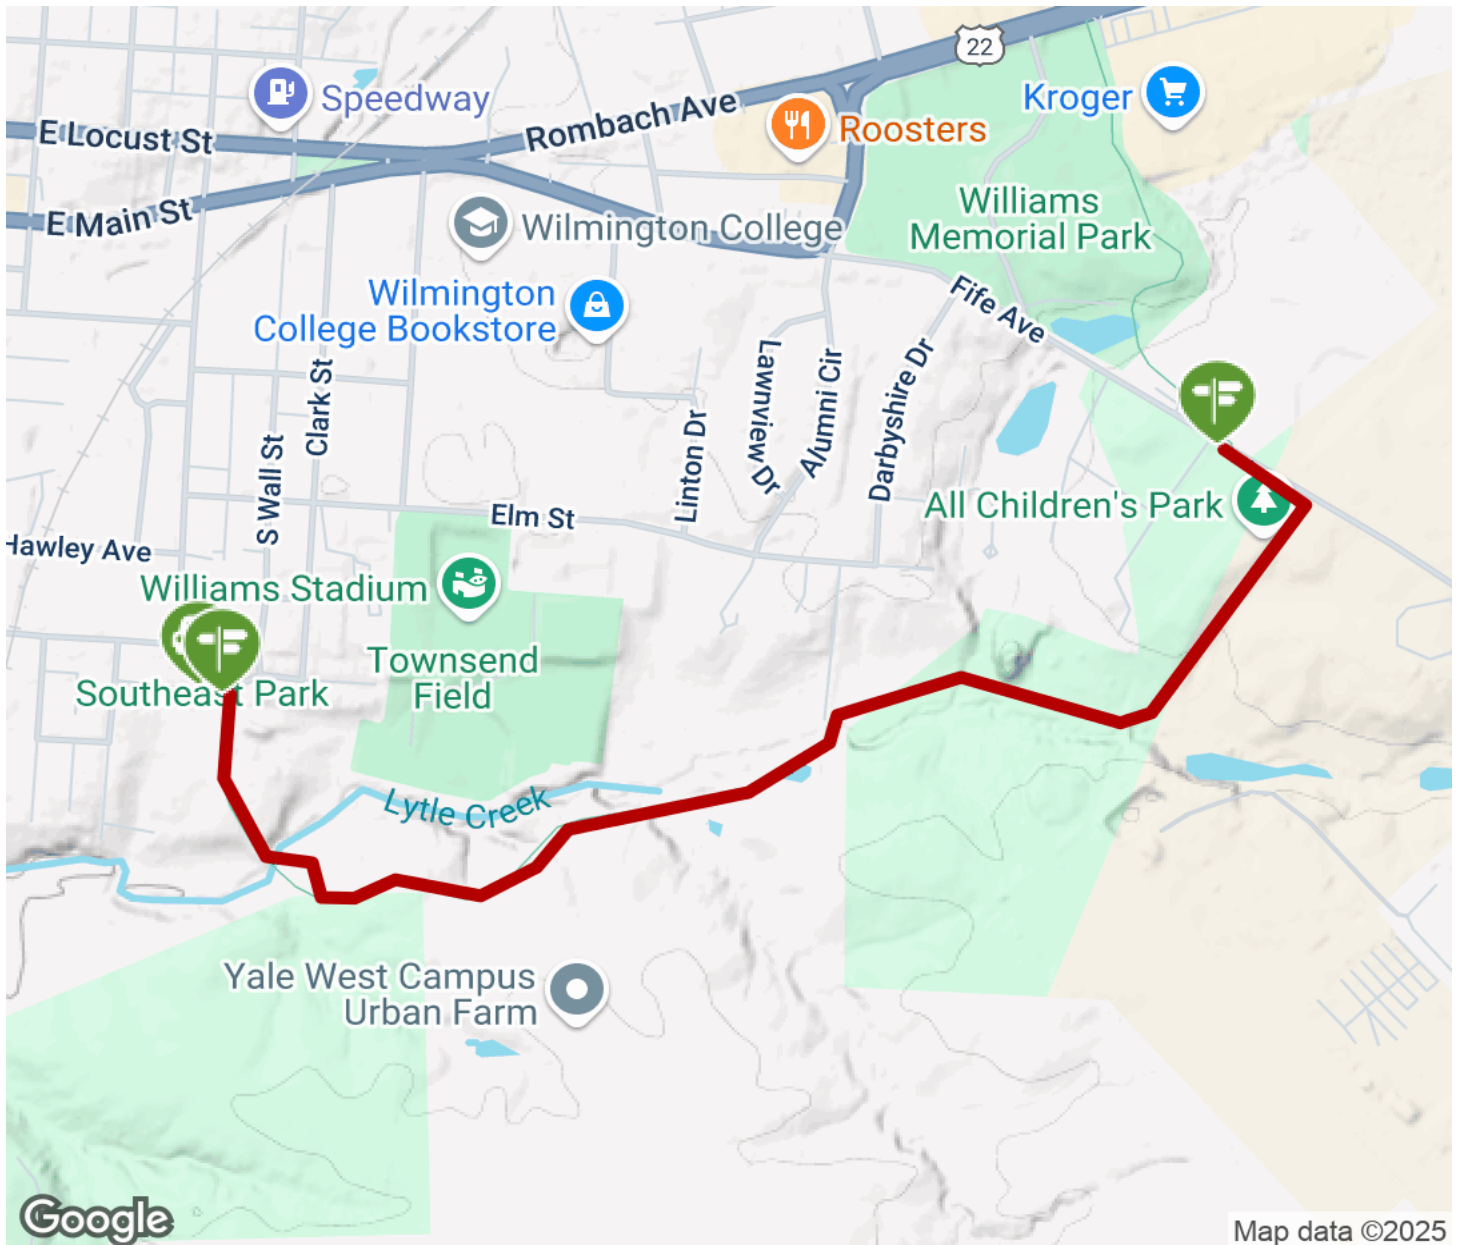 22
Speedway
Kroger
Rombach Ave
E Locust St
Roosters
E Main St
Williams
Memorial Park
Wilmington College
Wilmington
College Bookstore
Fife Ave
Clark St
Lawnview Dr
Alumni Cir
Darbyshire Dr
Linton Dr
S Wall St
All Children's Park
Elm St
Hawley Ave
Williams Stadium
Townsend
Field
Southeast Park
Lytle Creek
Yale West Campus
Urban Farm
Google
Map data ©2025